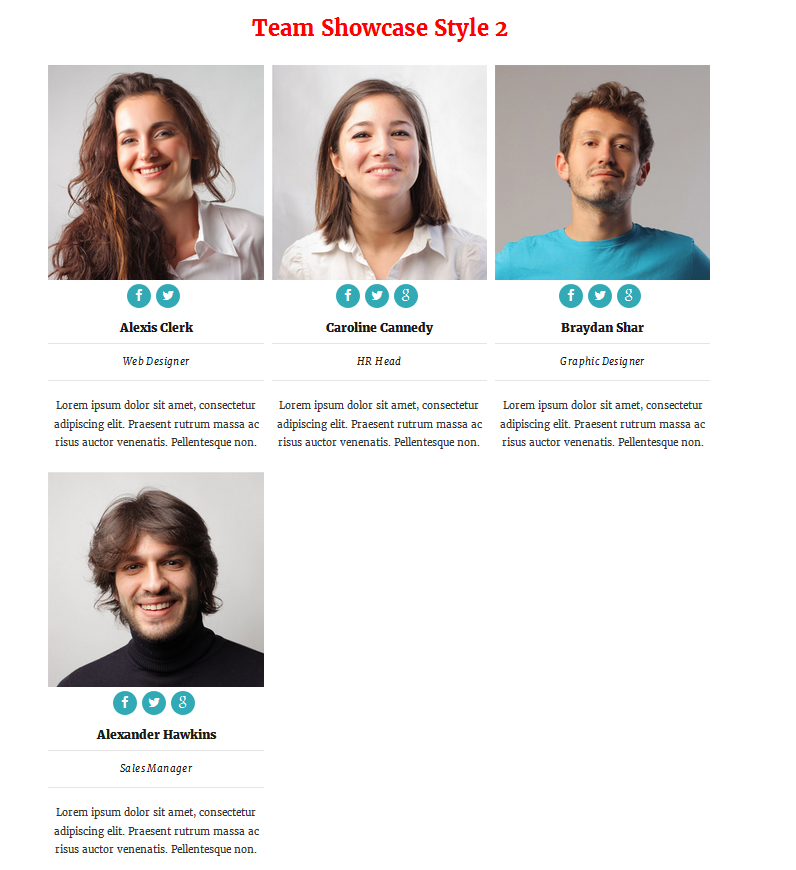 Team Showcase Style 2
Alexis Clerk
Web Designer
Lorem ipsum dolor sit amet, consectetur
adipiscing elit. Praesent rutrum massa ac
risus auctor venenatis. Pellentesque non.
Caroline Cannedy
HR Head
Lorem ipsum dolor sit amet, consectetur
adipiscing elit. Praesent rutrum massa ac
risus auctor venenatis. Pellentesque non.
Braydan Shar
Graphic Designer
Lorem ipsum dolor sit amet, consectetur
adipiscing elit. Praesent rutrum massa ac
risus auctor venenatis. Pellentesque non.
Alexander Hawkins
Sales Manager
Lorem ipsum dolor sit amet, consectetur
adipiscing elit. Praesent rutrum massa ac
risus auctor venenatis. Pellentesque non.